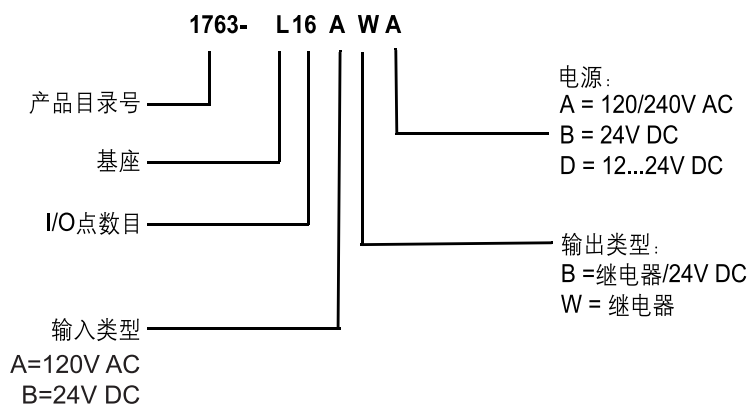 1763- L16 A W A
产品目录号
基座
I/O点数目
输入类型
A=120V AC
B=24V DC
电源:
A = 120/240V AC
B = 24V DC
D = 12...24V DC
输出类型:
B =继电器/24V DC
W = 继电器